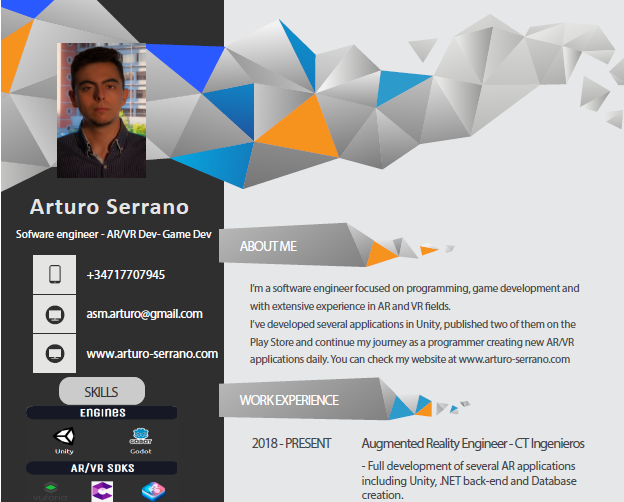 Arturo Serrano
Sofware engineer - AR/VR Dev- Game Dev
+34717707945
asm.arturo@gmail.com
www.arturo-serrano.com
SKILLS
ENGINES
Unity
GODOT
Godot
AR/VR SDKS
vuforia
ABOUT ME
I'm a software engineer focused on programming, game development and
with extensive experience in AR and VR fields.
I've developed several applications in Unity, published two of them on the
Play Store and continue my journey as a programmer creating new AR/VR
applications daily. You can check my website at www.arturo-serrano.com
WORK EXPERIENCE
2018 - PRESENT
Augmented Reality Engineer - CT Ingenieros
- Full development of several AR applications
including Unity, .NET back-end and Database
creation.